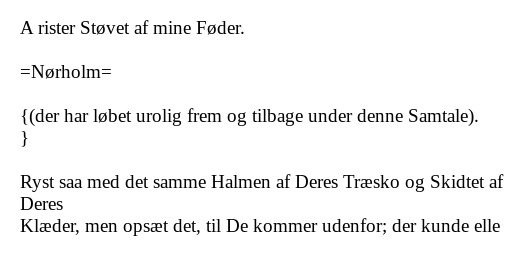 A rister Støvet af mine Føder.
=Nørholm=
{(der har løbet urolig frem og tilbage under denne Samtale).
}
Ryst saa med det samme Halmen af Deres Træsko og Skidtet af
Deres
Klæder, men opsæt det, til De kommer udenfor; der kunde elle